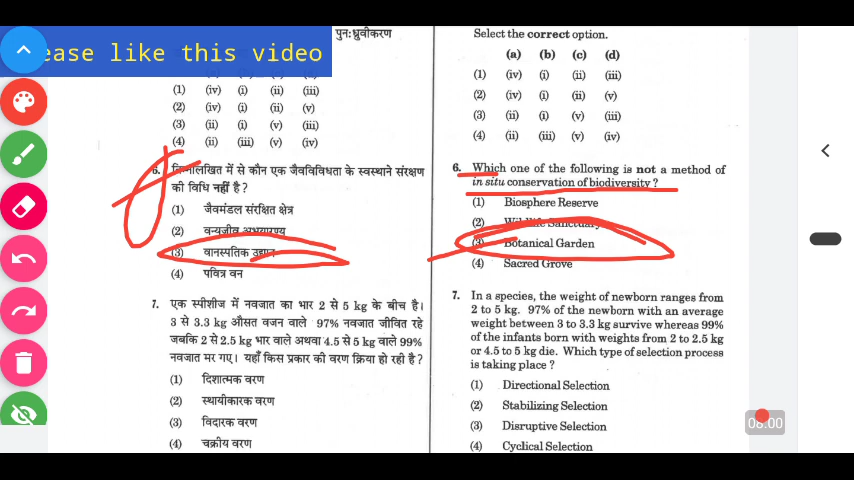 ease like this video
पुनःध्रुवीकरण
(1) (iv) (i) (ii) (iii)
(2) (iv) (i) (ii) (v)
(3) (ii) (i) (v) (iii)
(4) (ii) (iii) (v) (iv)
6. निम्नलिखित में से कौन एक जैवविविधता के स्वस्थाने संरक्षण
की विधि नहीं है ?
(1) जैवमंडल संरक्षित क्षेत्र
(2) वन्यजीव अभयारण्य
(3) वानस्पतिक उद्यान
(4) पवित्र वन
7. एक स्पीशीज में नवजात का भार 2 से 5 kg के बीच है।
3 से 3.3 kg औसत वजन वाले 97% नवजात जीवित रहे
जबकि 2 से 2.5 kg भार वाले अथवा 4.5 से 5 kg वाले 99%
नवजात मर गए। यहाँ किस प्रकार की वरण क्रिया हो रही है ?
(1) दिशात्मक वरण
(2) स्थायीकारक वरण
(3) विदारक वरण
(4) चक्रीय वरण
Select the correct option.
(a) (b) (c) (d)
(1) (iv) (i) (ii) (iii)
(2) (iv) (i) (ii) (v)
(3) (ii) (i) (v) (iii)
(4) (ii) (iii) (v) (iv)
6. Which one of the following is not a method of
in situ conservation of biodiversity ?
(1) Biosphere Reserve
(2) Wildlife Sanctuary
(3) Botanical Garden
(4) Sacred Grove
7. In a species, the weight of newborn ranges from
2 to 5 kg. 97% of the newborn with an average
weight between 3 to 3.3 kg survive whereas 99%
of the infants born with weights from 2 to 2.5 kg
or 4.5 to 5 kg die. Which type of selection process
is taking place ?
(1) Directional Selection
(2) Stabilizing Selection
(3) Disruptive Selection
(4) Cyclical Selection
08:00